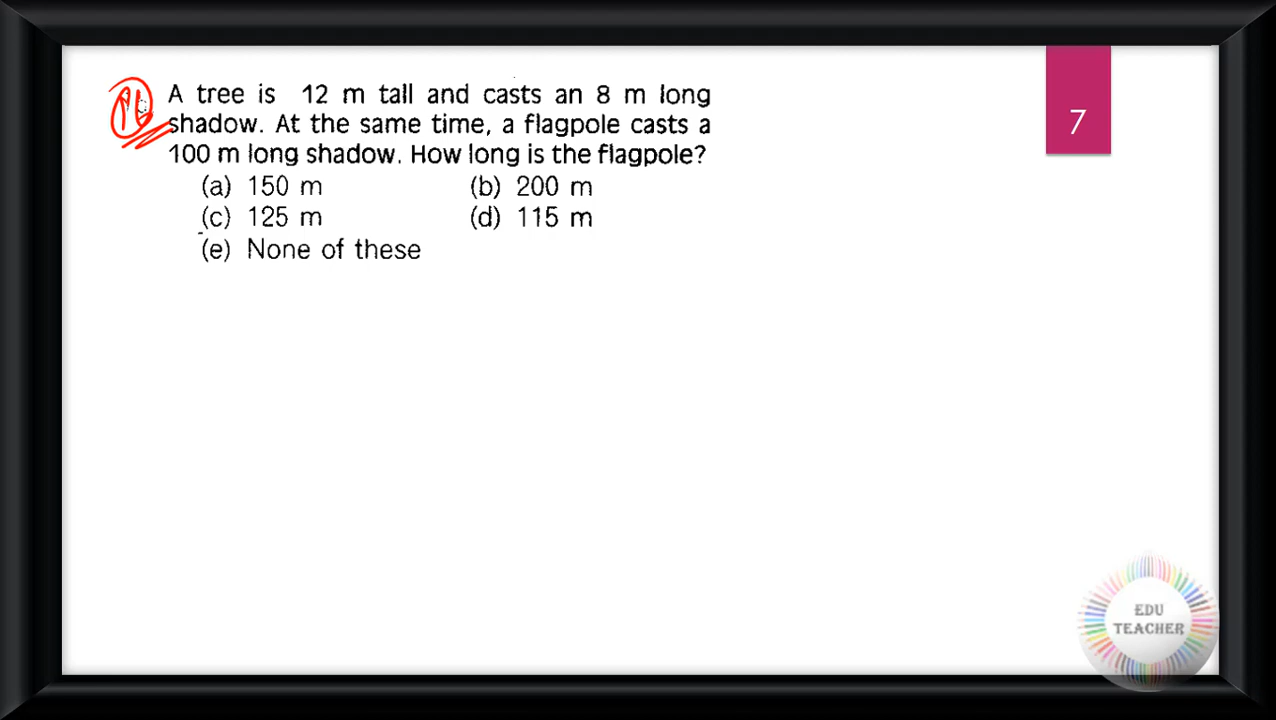 A tree is 12 m tall and casts an 8 m long
shadow. At the same time, a flagpole casts a
100 m long shadow. How long is the flagpole?
(a) 150 m (b) 200 m
(c) 125 m (d) 115 m
(e) None of these
7
EDU
TEACHER